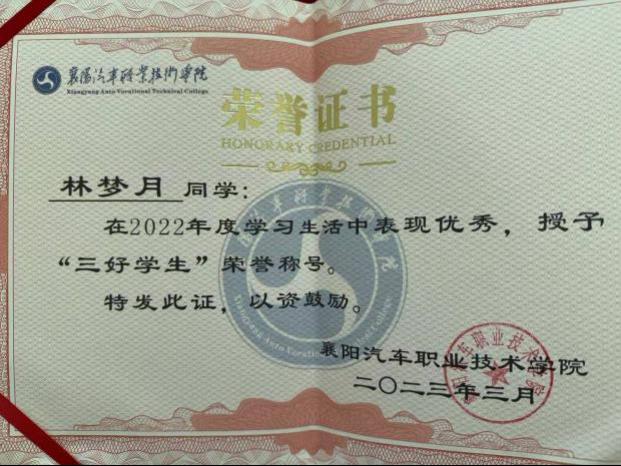 襄阳汽车职业技术学院
Xiangyang Auto Vocational Technical College
荣誉证书
HONORARY CREDENTIAL
林梦月 同学：
在2022年度学习生活中表现优秀，授予
“三好学生”荣誉称号。
特发此证，以资鼓励。
襄阳汽车职业技术学院
二〇二三年三月